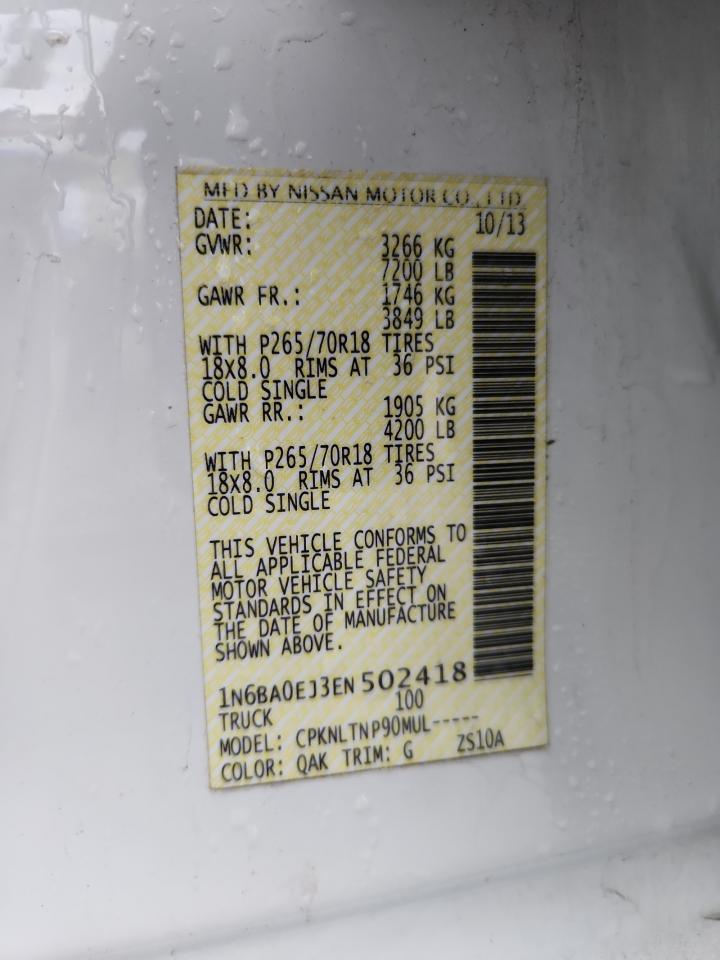 MFD BY NISSAN MOTOR CO., LTD.
DATE: 10/13
GVWR: 3266 KG
7200 LB
GAWR FR.: 1746 KG
3849 LB
WITH P265/70R18 TIRES
18X8.0 RIMS AT 36 PSI
COLD SINGLE
GAWR RR.: 1905 KG
4200 LB
WITH P265/70R18 TIRES
18X8.0 RIMS AT 36 PSI
COLD SINGLE
THIS VEHICLE CONFORMS TO
ALL APPLICABLE FEDERAL
MOTOR VEHICLE SAFETY
STANDARDS IN EFFECT ON
THE DATE OF MANUFACTURE
SHOWN ABOVE.
1N6BA0EJ3EN 502418
TRUCK 100
MODEL: CPKNLTNP90MUL-----
COLOR: QAK TRIM: G ZS10A